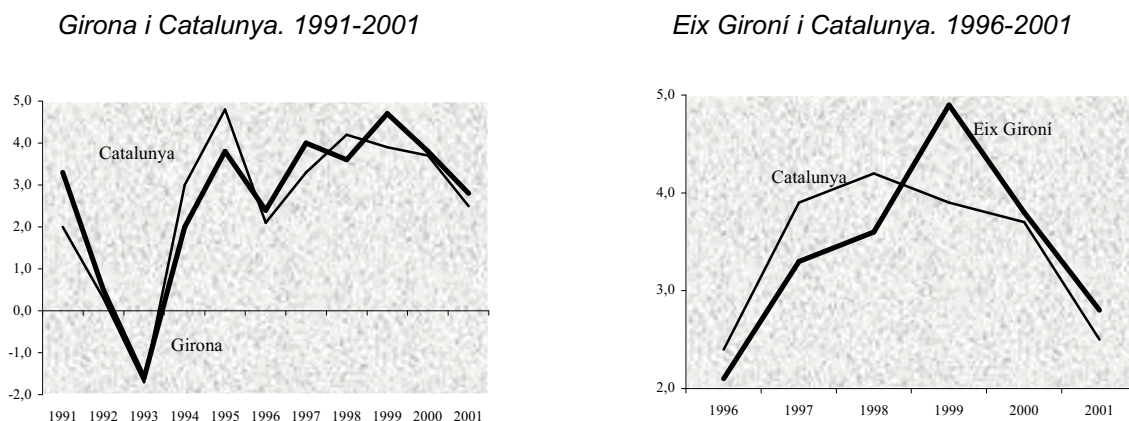 Girona i Catalunya. 1991-2001
5,0
4,0
3,0
2,0
1,0
0,0
-1,0
-2,0
Catalunya
Girona
1991 1992 1993 1994 1995 1996 1997 1998 1999 2000 2001
Eix Gironí i Catalunya. 1996-2001
5,0
4,0
3,0
2,0
Eix Gironí
Catalunya
1996 1997 1998 1999 2000 2001